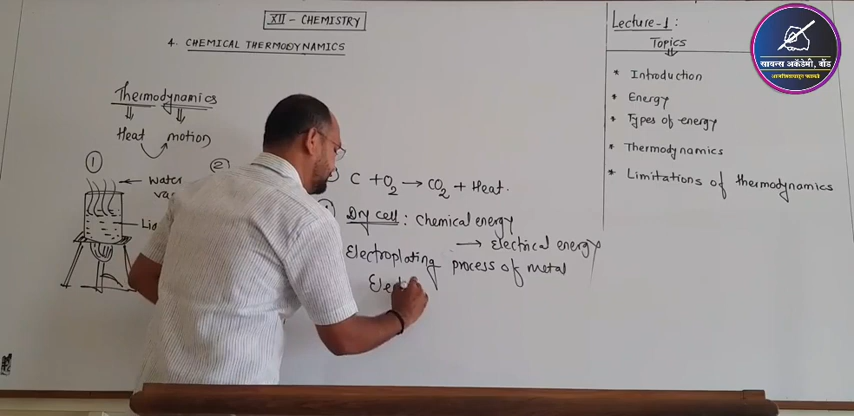 XII - CHEMISTRY
4. CHEMICAL THERMODYNAMICS
Thermodynamics
Heat motion
①
water
②
C + O₂ → CO₂ + Heat.
Dry cell : Chemical energy
→ Electrical energy
Electroplating process of metal
Lecture-1 :
Topics
* Introduction
* Energy
* Types of energy
* Thermodynamics
* Limitations of thermodynamics
सायन्स अकॅडेमी, बोंड